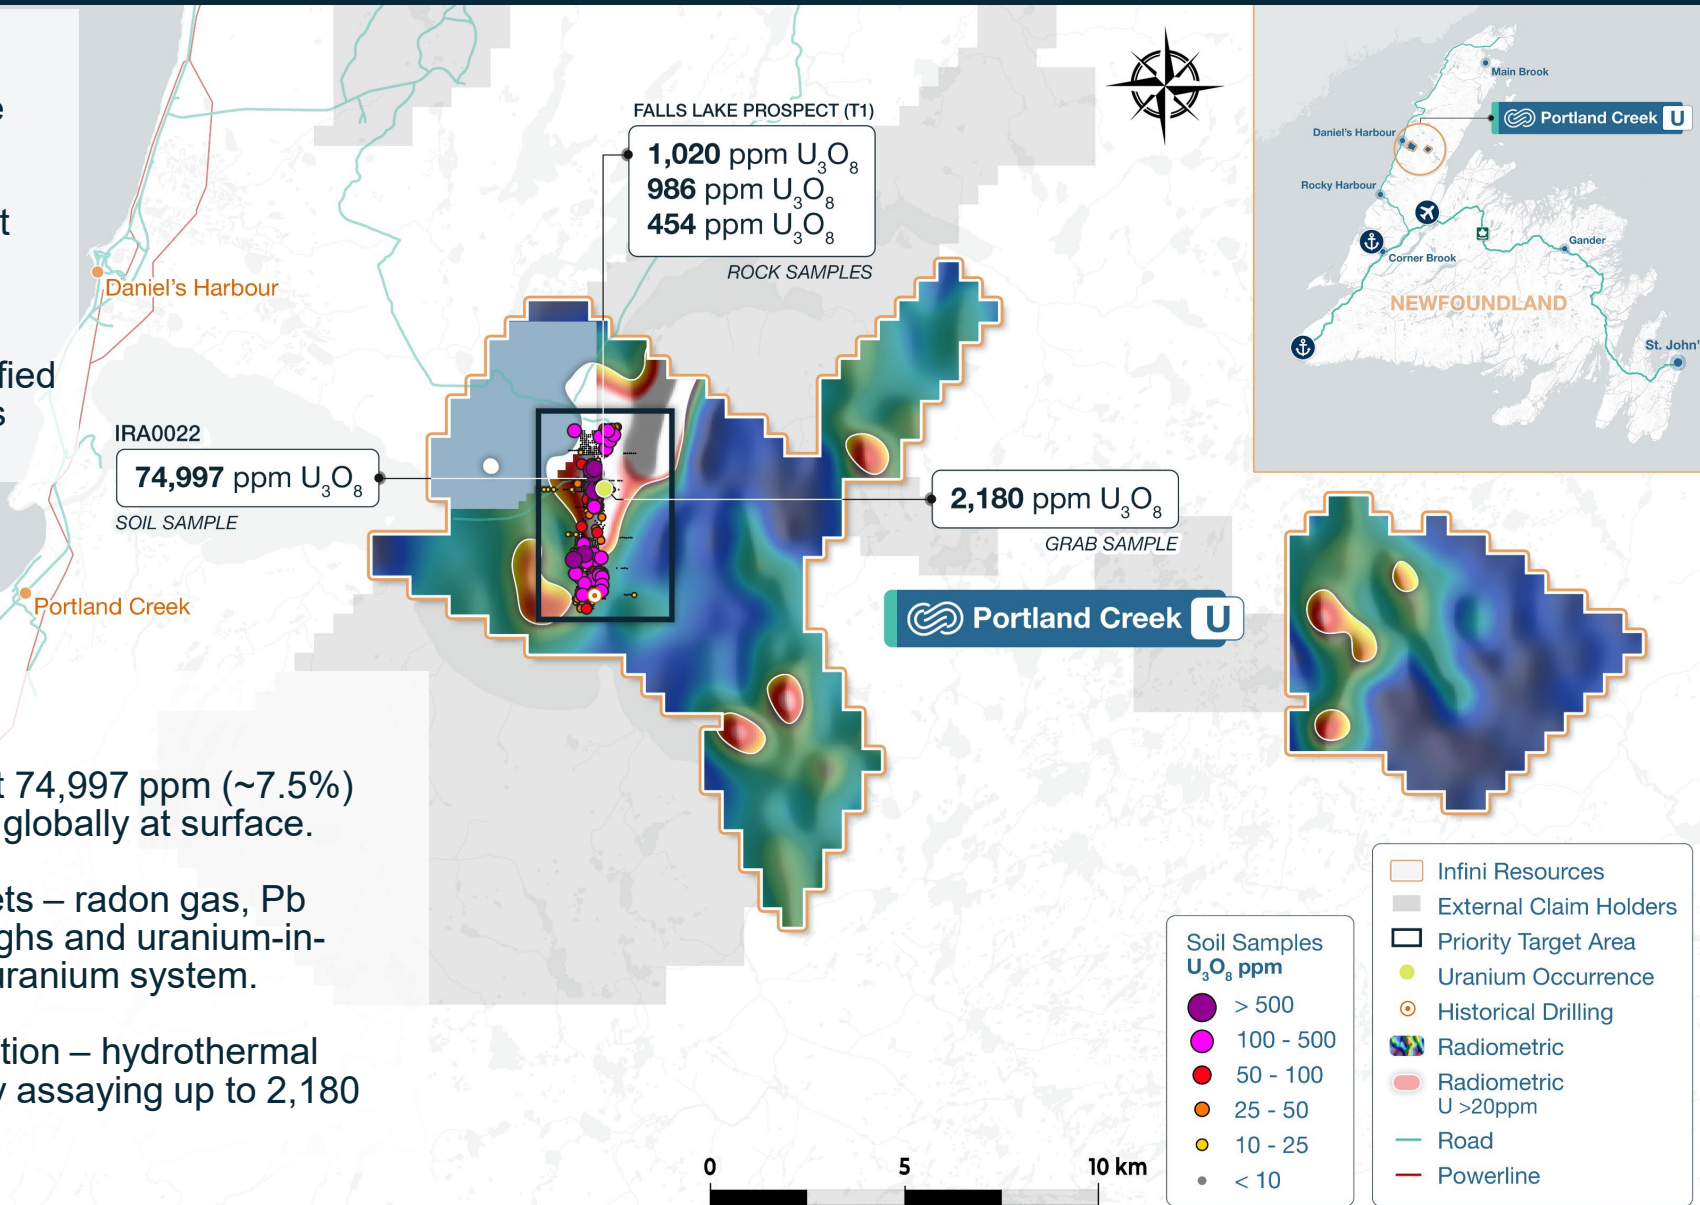 e
t
fied
s
FALLS LAKE PROSPECT (T1)
1,020 ppm U3O8
986 ppm U3O8
454 ppm U3O8
ROCK SAMPLES
Daniel's Harbour
IRA0022
74,997 ppm U3O8
SOIL SAMPLE
2,180 ppm U3O8
GRAB SAMPLE
Portland Creek
Portland Creek U
Main Brook
Portland Creek U
Daniel's Harbour
Rocky Harbour
Corner Brook
Gander
NEWFOUNDLAND
St. John'
t 74,997 ppm (~7.5%)
globally at surface.
ets – radon gas, Pb
ghs and uranium-in-
uranium system.
tion – hydrothermal
y assaying up to 2,180
0 5 10 km
Soil Samples
U3O8 ppm
> 500
100 - 500
50 - 100
25 - 50
10 - 25
< 10
Infini Resources
External Claim Holders
Priority Target Area
Uranium Occurrence
Historical Drilling
Radiometric
Radiometric
U >20ppm
Road
Powerline